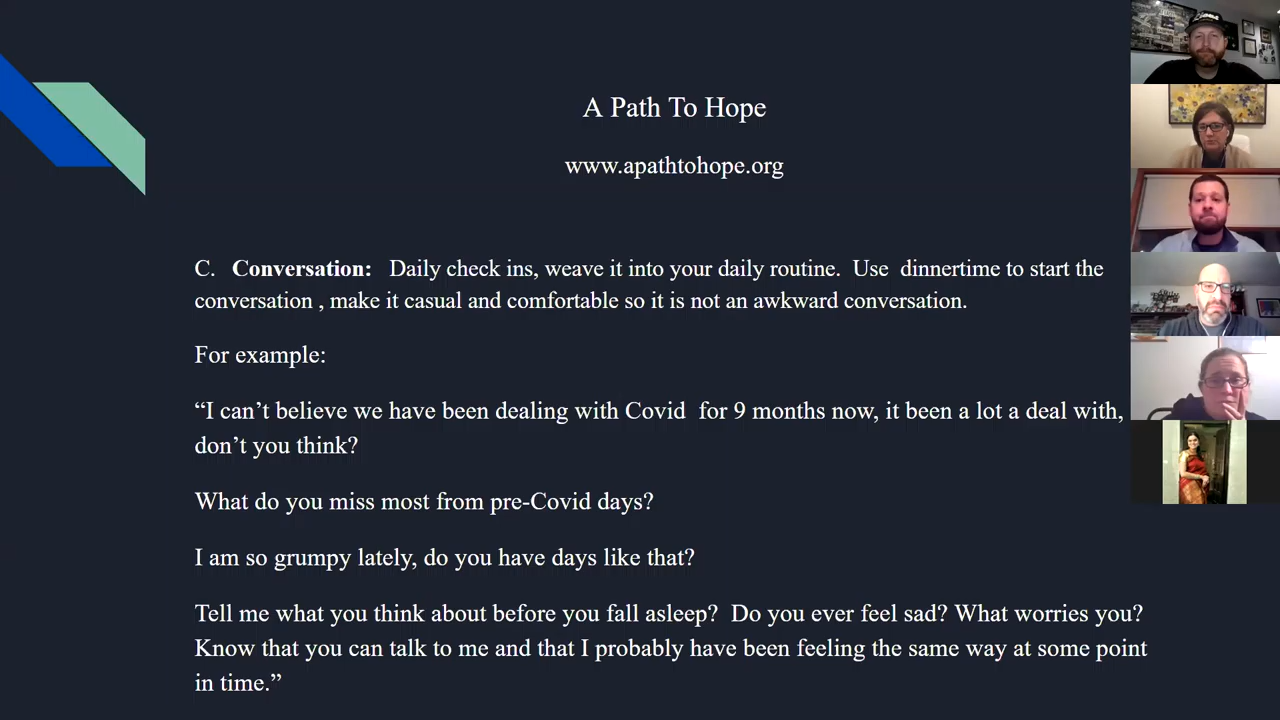 A Path To Hope
www.apathtohope.org
C. Conversation: Daily check ins, weave it into your daily routine. Use dinnertime to start the
conversation , make it casual and comfortable so it is not an awkward conversation.
For example:
“I can’t believe we have been dealing with Covid for 9 months now, it been a lot a deal with,
don’t you think?
What do you miss most from pre-Covid days?
I am so grumpy lately, do you have days like that?
Tell me what you think about before you fall asleep? Do you ever feel sad? What worries you?
Know that you can talk to me and that I probably have been feeling the same way at some point
in time.”